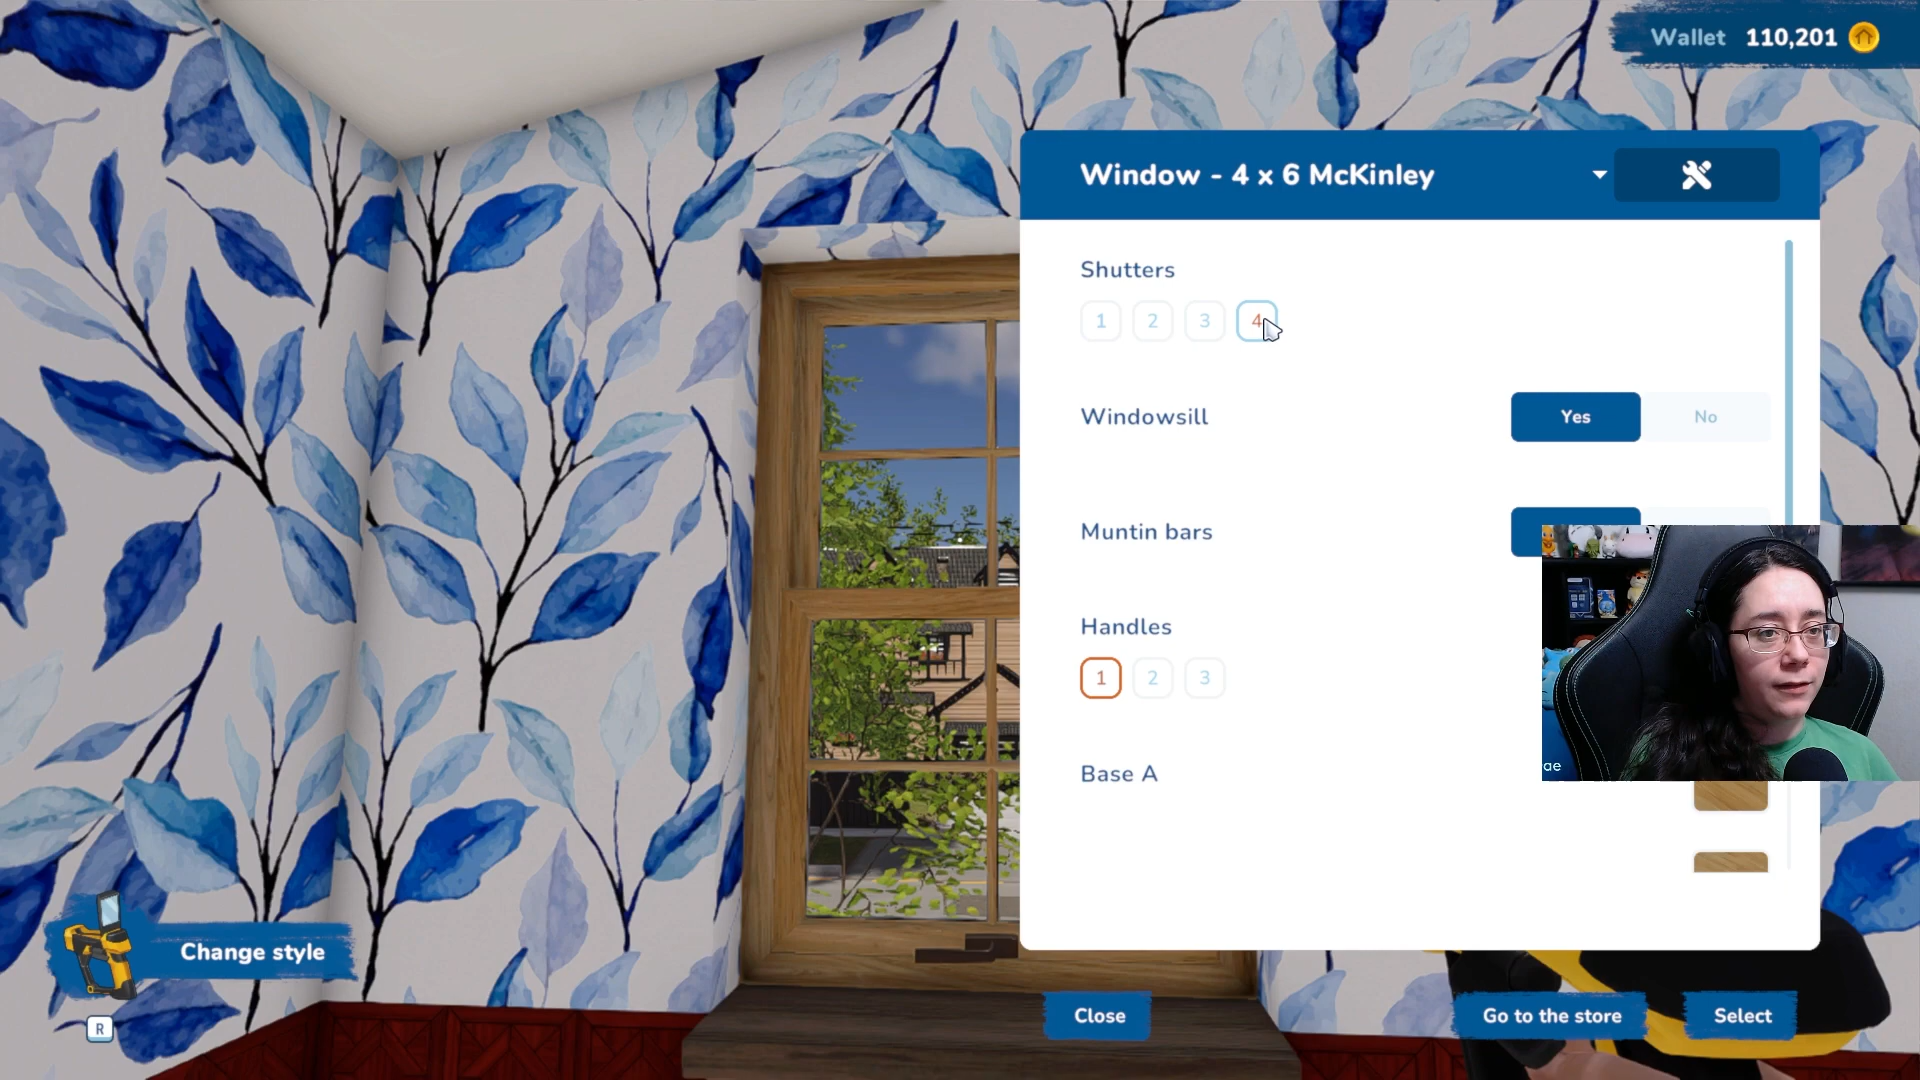 Wallet 110,201
Window - 4 x 6 McKinley
Shutters
1 2 3 4
Windowsill Yes No
Muntin bars
Handles
1 2 3
Base A
ae
Change style
R
Close
Go to the store
Select